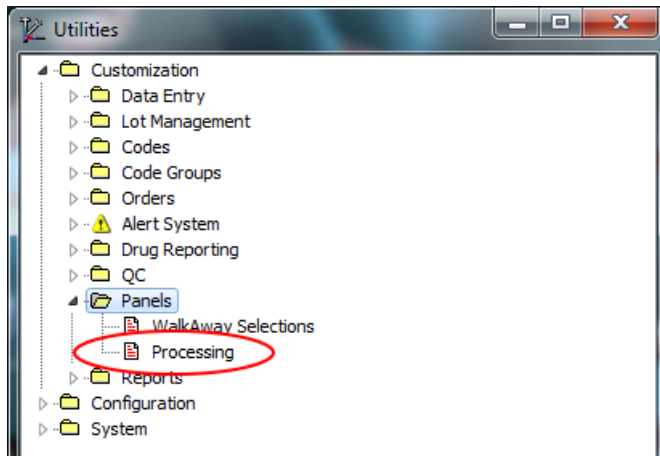 Utilities
Customization
Data Entry
Lot Management
Codes
Code Groups
Orders
Alert System
Drug Reporting
QC
Panels
WalkAway Selections
Processing
Reports
Configuration
System